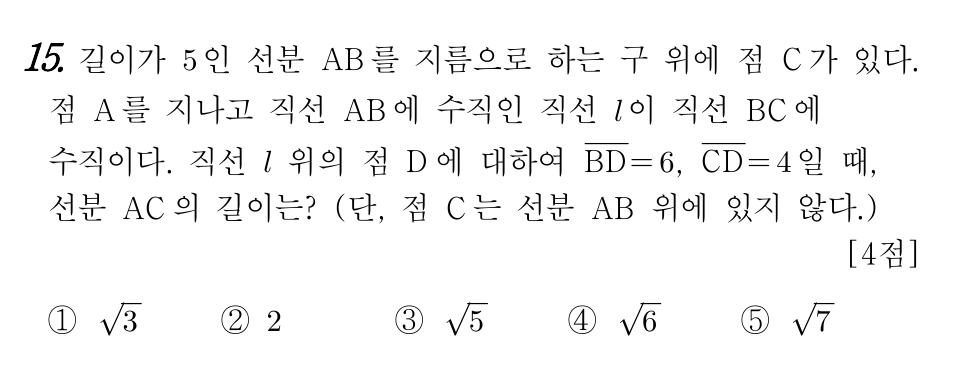 15. 길이가 5인 선분 AB를 지름으로 하는 구 위에 점 C가 있다.
점 A를 지나고 직선 AB에 수직인 직선 l이 직선 BC에
수직이다. 직선 l 위의 점 D에 대하여 \overline{BD}=6, \overline{CD}=4일 때,
선분 AC의 길이는? (단, 점 C는 선분 AB 위에 있지 않다.)
[4점]
① √3 ② 2 ③ √5 ④ √6 ⑤ √7